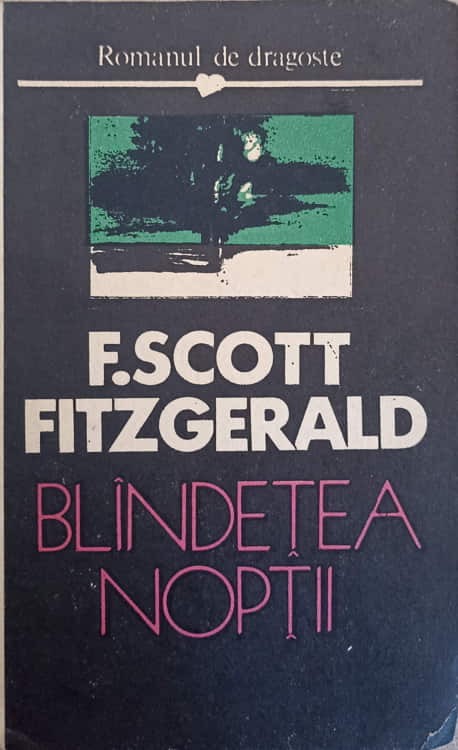 Romanul de dragoste
F.SCOTT
FITZGERALD
BLÎNDEȚEA
NOPȚII